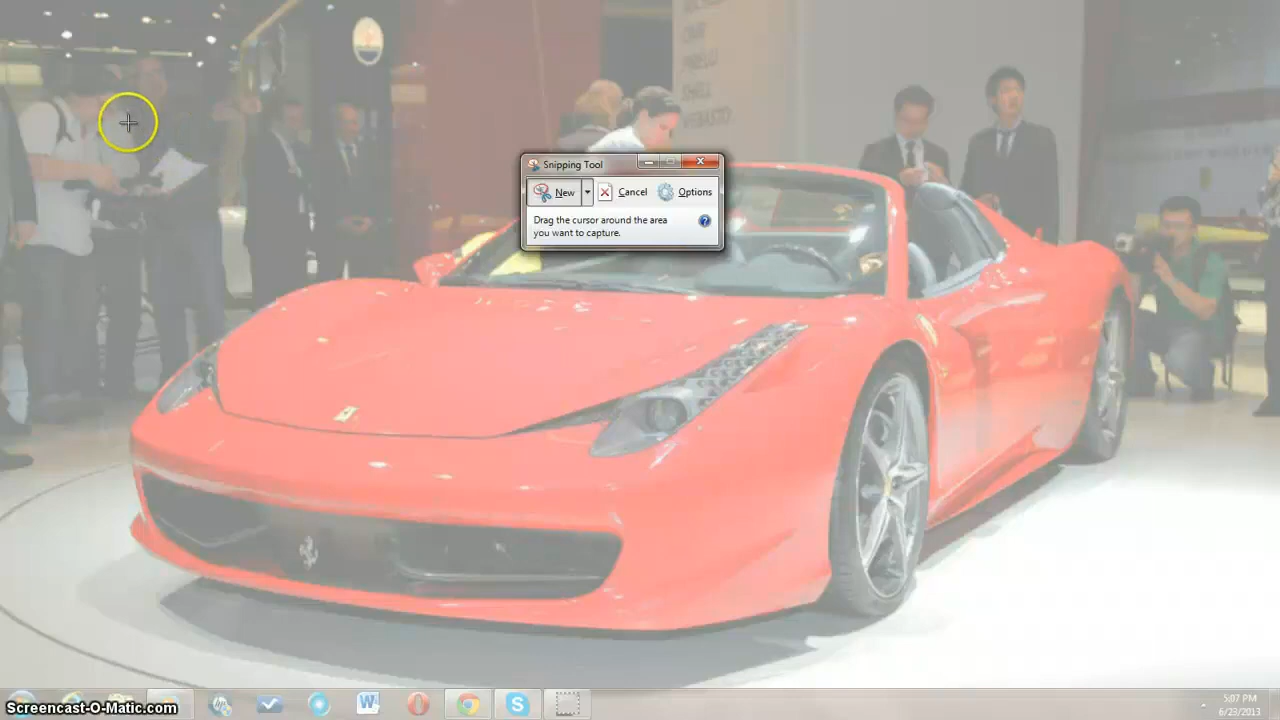 Snipping Tool
New
Cancel
Options
Drag the cursor around the area
you want to capture.
Screencast-O-Matic.com
5:07 PM
6/23/2013